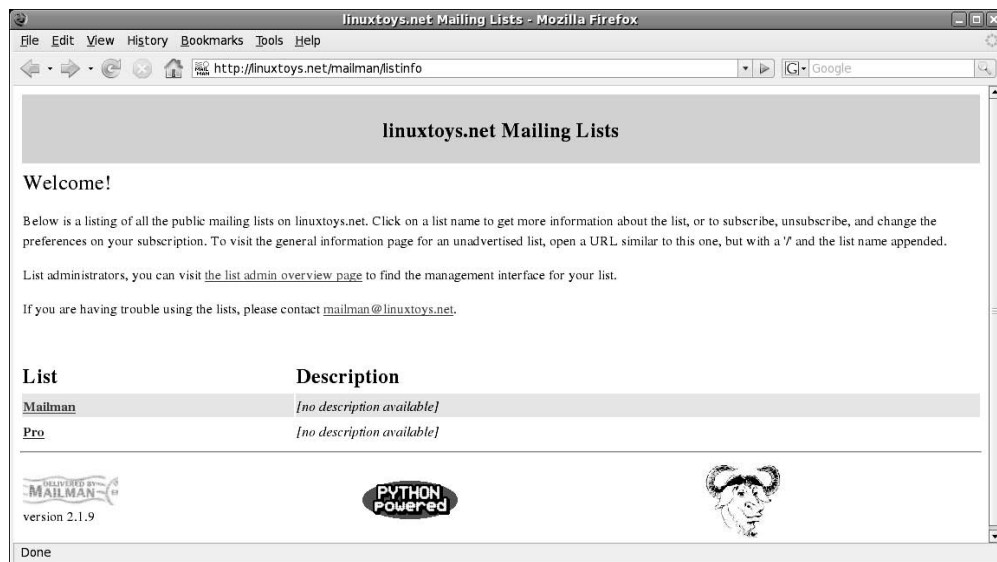 linuxtoys.net Mailing Lists - Mozilla Firefox
File Edit View History Bookmarks Tools Help
http://linuxtoys.net/mailman/listinfo
G Google
linuxtoys.net Mailing Lists
Welcome!
Below is a listing of all the public mailing lists on linuxtoys.net. Click on a list name to get more information about the list, or to subscribe, unsubscribe, and change the
preferences on your subscription. To visit the general information page for an unadvertised list, open a URL similar to this one, but with a '/' and the list name appended.
List administrators, you can visit the list admin overview page to find the management interface for your list.
If you are having trouble using the lists, please contact mailman@linuxtoys.net.
List Description
Mailman [no description available]
Pro [no description available]
DELIVERED BY
MAILMAN
PYTHON
Powered
version 2.1.9
Done